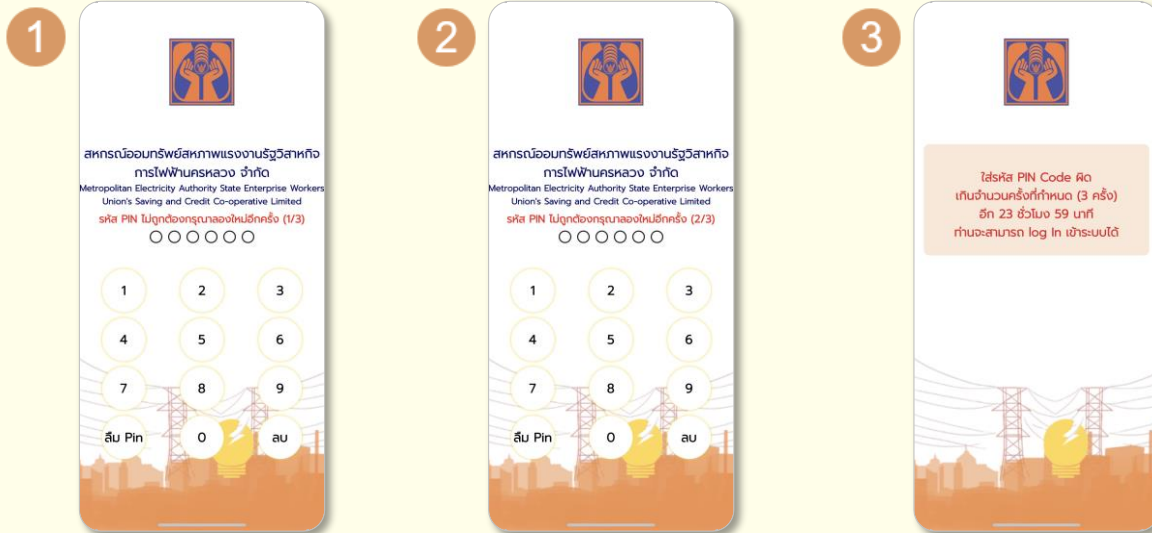 1
สหกรณ์ออมทรัพย์สหภาพแรงงานรัฐวิสาหกิจ
การไฟฟ้านครหลวง จำกัด
Metropolitan Electricity Authority State Enterprise Workers
Union's Saving and Credit Co-operative Limited
รหัส PIN ไม่ถูกต้องกรุณาลองใหม่อีกครั้ง (1/3)
1 2 3
4 5 6
7 8 9
ลืม Pin 0 ลบ
2
สหกรณ์ออมทรัพย์สหภาพแรงงานรัฐวิสาหกิจ
การไฟฟ้านครหลวง จำกัด
Metropolitan Electricity Authority State Enterprise Workers
Union's Saving and Credit Co-operative Limited
รหัส PIN ไม่ถูกต้องกรุณาลองใหม่อีกครั้ง (2/3)
1 2 3
4 5 6
7 8 9
ลืม Pin 0 ลบ
3
ใส่รหัส PIN Code ผิด
เกินจำนวนครั้งที่กำหนด (3 ครั้ง)
อีก 23 ชั่วโมง 59 นาที
ท่านจะสามารถ log In เข้าระบบได้